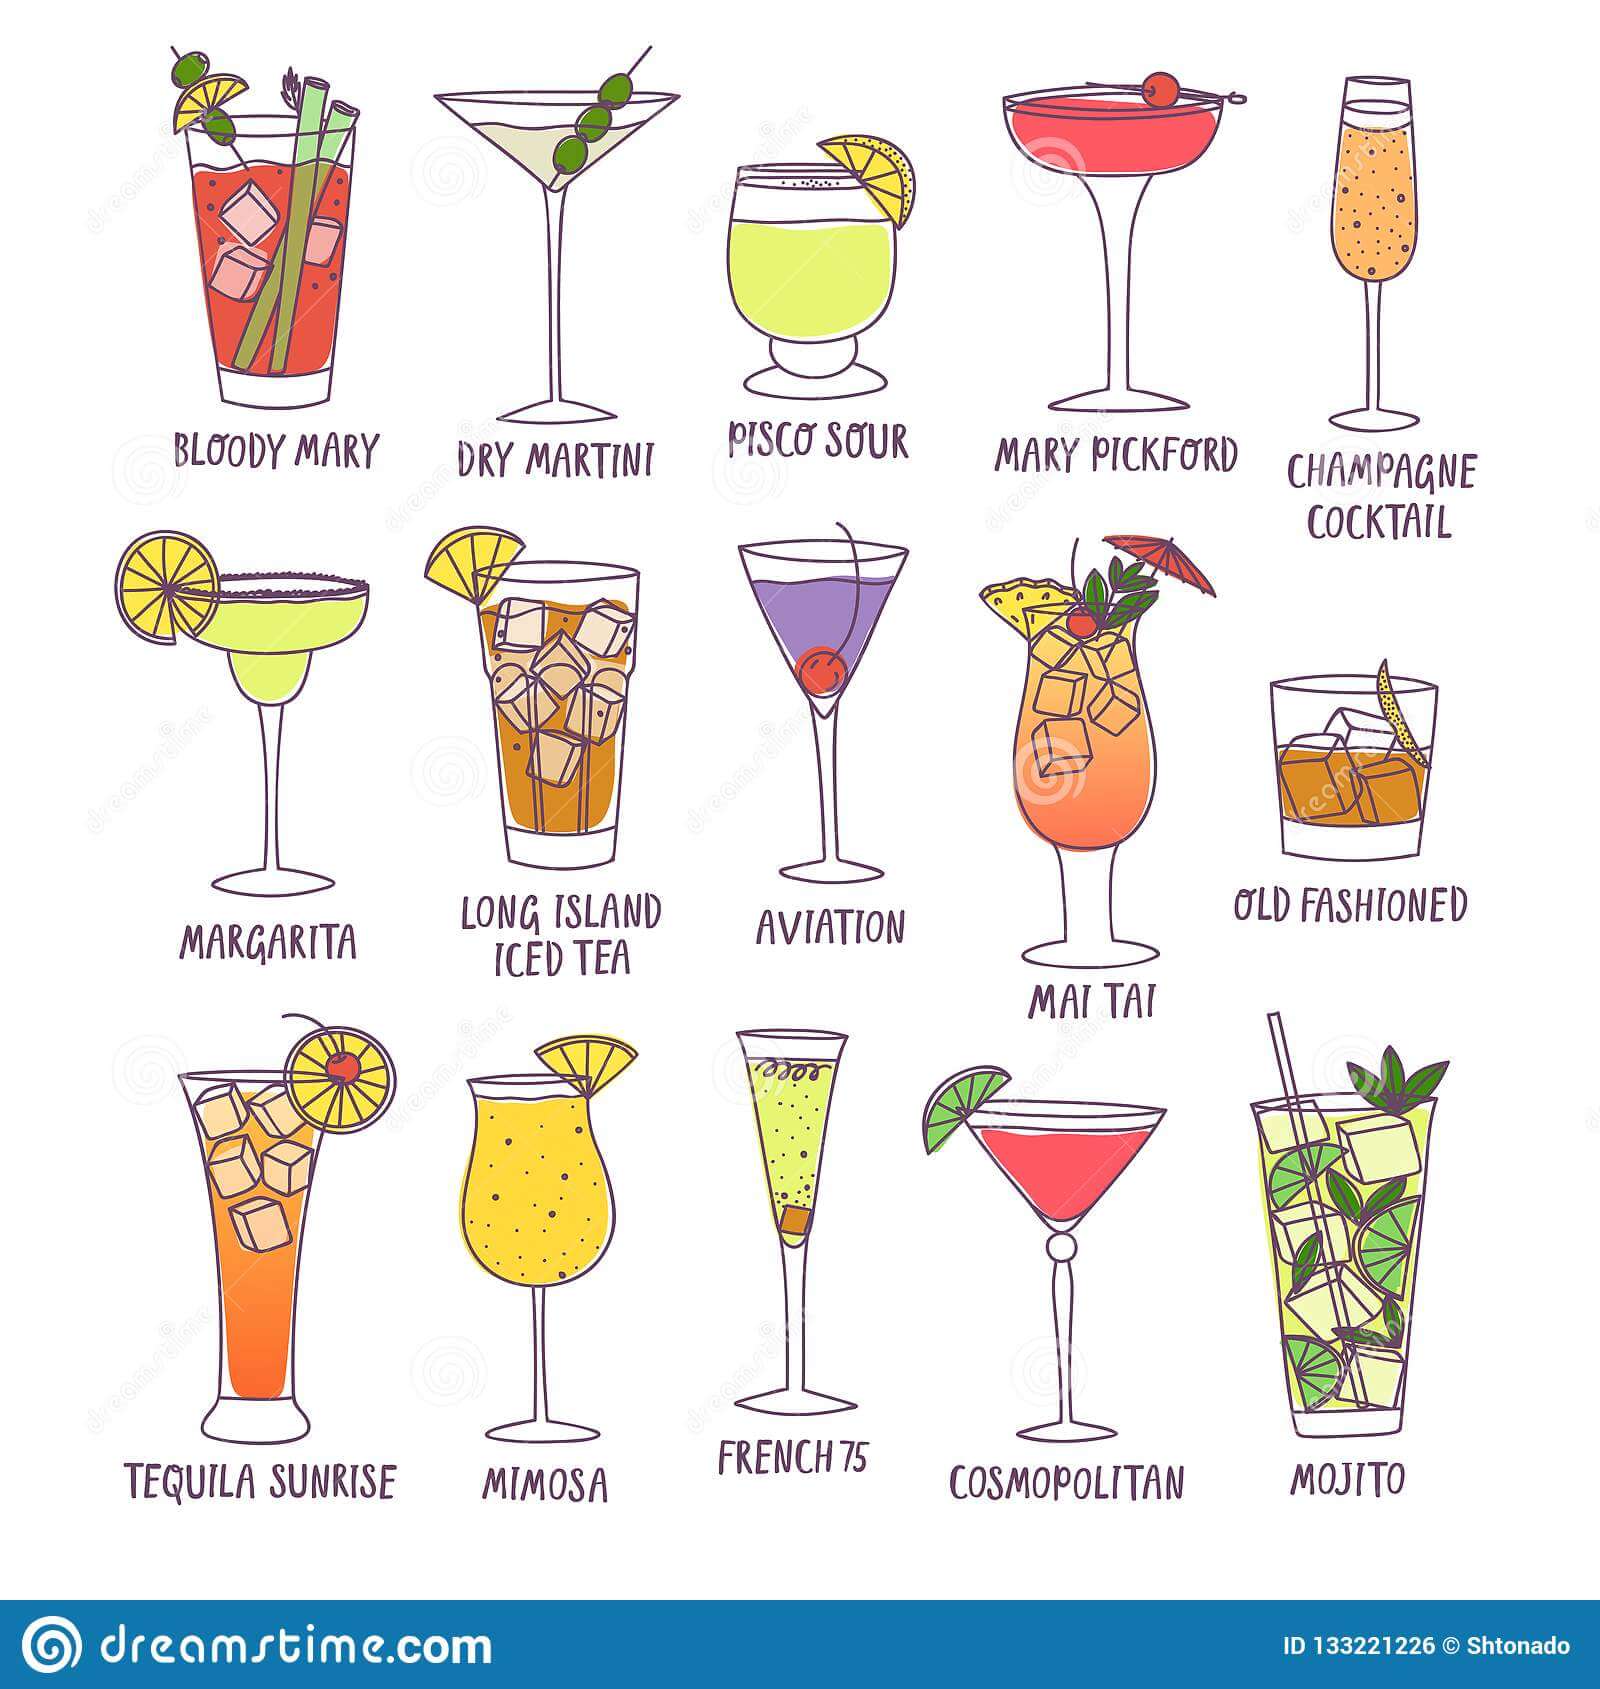 BLOODY MARY
DRY MARTINI
PISCO SOUR
MARY PICKFORD
CHAMPAGNE
COCKTAIL
MARGARITA
LONG ISLAND
ICED TEA
AVIATION
MAI TAI
OLD FASHIONED
TEQUILA SUNRISE
MIMOSA
FRENCH 75
COSMOPOLITAN
MOJITO
dreamstime.com
ID 133221226 © Shtonado